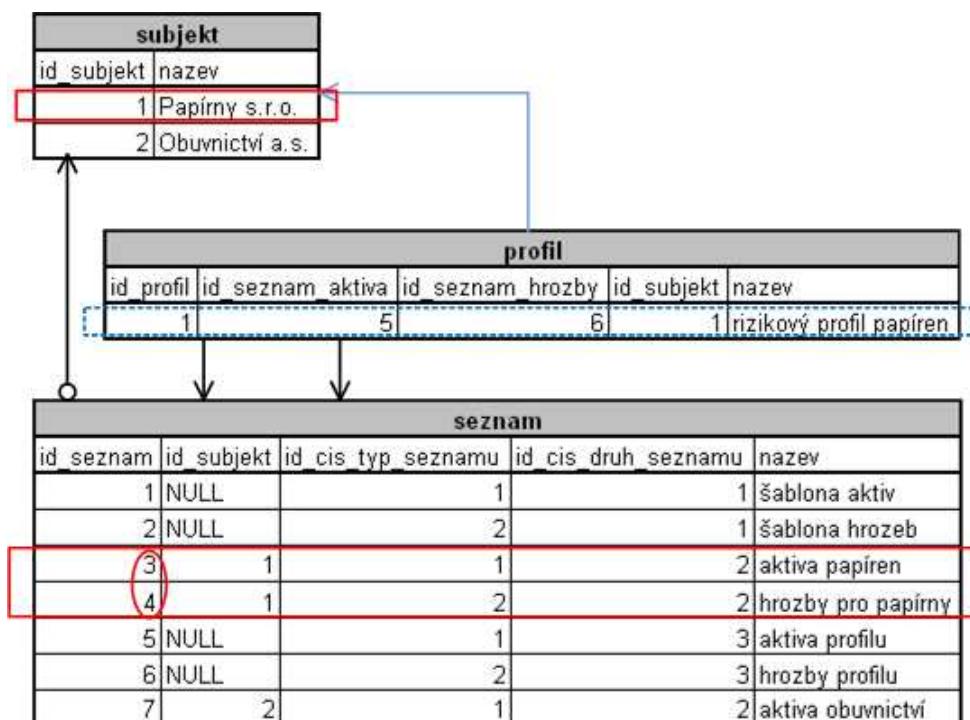 subjekt
id_subjekt nazev
1 Papírny s.r.o.
2 Obuvnictví a.s.
profil
id_profil id_seznam_aktiva id_seznam_hrozby id_subjekt nazev
1 5 6 1 rizikový profil papíren
seznam
id_seznam id_subjekt id_cis_typ_seznamu id_cis_druh_seznamu nazev
1 NULL 1 1 šablona aktiv
2 NULL 2 1 šablona hrozeb
3 1 1 2 aktiva papíren
4 1 2 2 hrozby pro papírny
5 NULL 1 3 aktiva profilu
6 NULL 2 3 hrozby profilu
7 2 1 2 aktiva obuvnictví